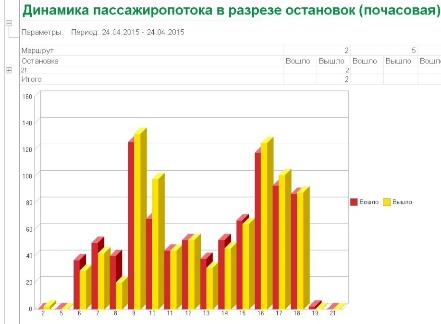 Динамика пассажиропотока в разрезе остановок (почасовая)
Параметры: Период: 24.04.2015 - 24.04.2015
Маршрут 2 5
Остановка Вошло Вышло Вошло Вышло Вошло
2
Итого 2
160
140
120
100
80
60
40
20
0
Вошло Вышло
2 5 6 7 8 9 11 11 12 13 14 15 16 17 18 19 21